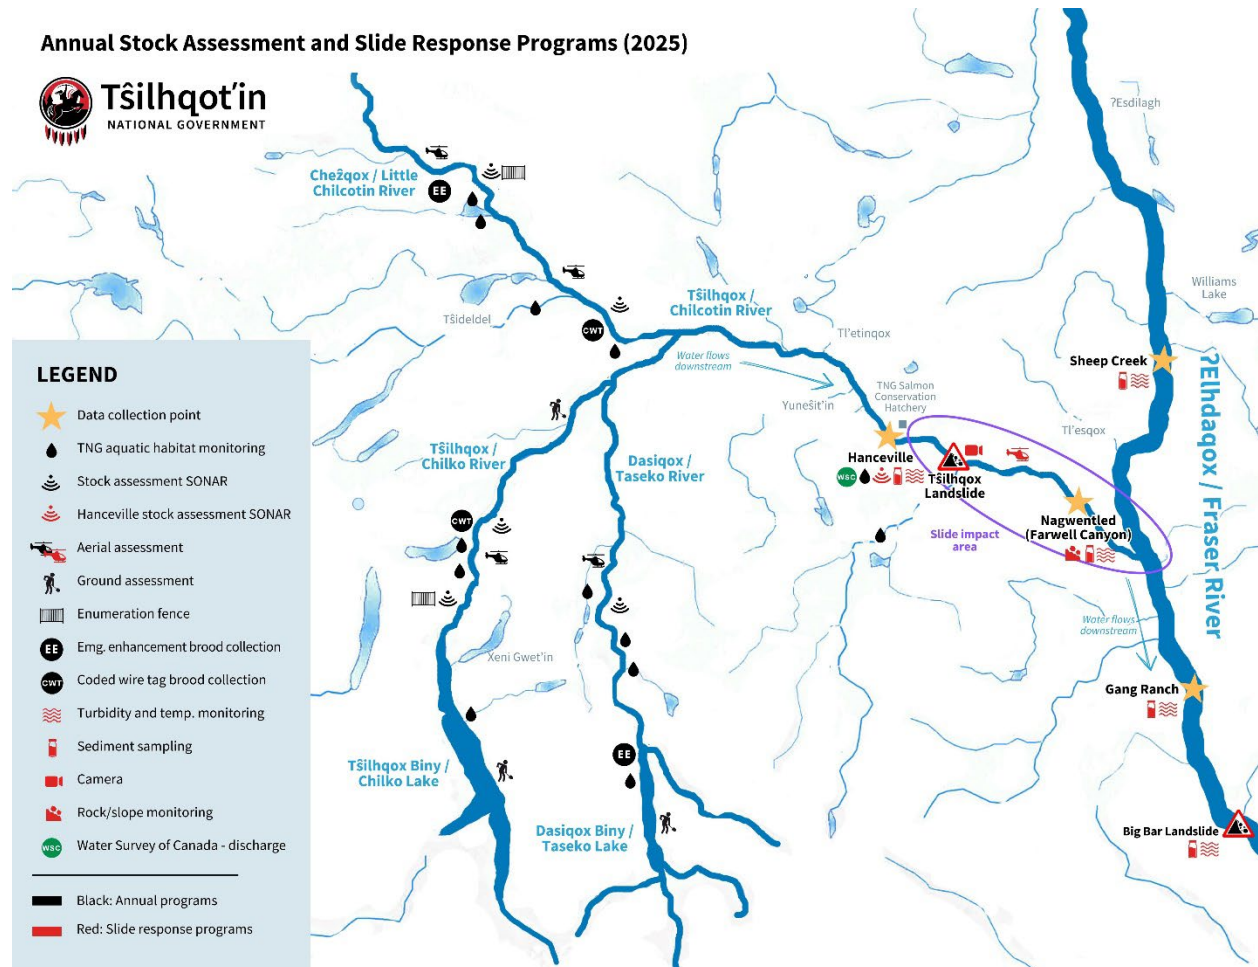 Annual Stock Assessment and Slide Response Programs (2025)
Tŝilhqot'in
NATIONAL GOVERNMENT
ʔEsdilagh
Chezˆqox / Little
Chilcotin River
EE
Williams
Lake
Tŝilhqox /
Chilcotin River
Tŝideldel
CWT
Tl'etinqox
Water flows
downstream
Sheep Creek
ʔElhdaqox / Fraser River
TNG Salmon
Conservation
Hatchery
Yuneŝit'in
Tl'esqox
Tŝilhqox /
Chilko River
Dasiqox /
Taseko River
Hanceville
WSC
Tŝilhqox
Landslide
Nagwentled
(Farwell Canyon)
Slide impact
area
CWT
Water flows
downstream
Xeni Gwet'in
Gang Ranch
EE
Tŝilhqox Biny /
Chilko Lake
Dasiqox Biny /
Taseko Lake
Big Bar Landslide
LEGEND
Data collection point
TNG aquatic habitat monitoring
Stock assessment SONAR
Hanceville stock assessment SONAR
Aerial assessment
Ground assessment
Enumeration fence
EE Emg. enhancement brood collection
CWT Coded wire tag brood collection
Turbidity and temp. monitoring
Sediment sampling
Camera
Rock/slope monitoring
WSC Water Survey of Canada - discharge
Black: Annual programs
Red: Slide response programs